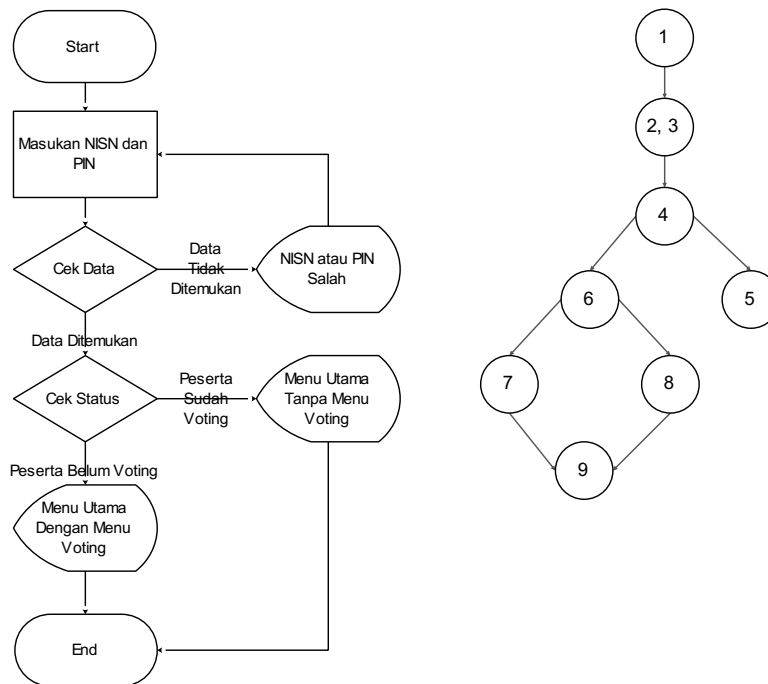 Start
Masukan NISN dan
PIN
Cek Data
Data
Tidak
Ditemukan
NISN atau PIN
Salah
Data Ditemukan
Cek Status
Peserta
Sudah
Voting
Menu Utama
Tanpa Menu
Voting
Peserta Belum Voting
Menu Utama
Dengan Menu
Voting
End
1
2, 3
4
6
5
7
8
9